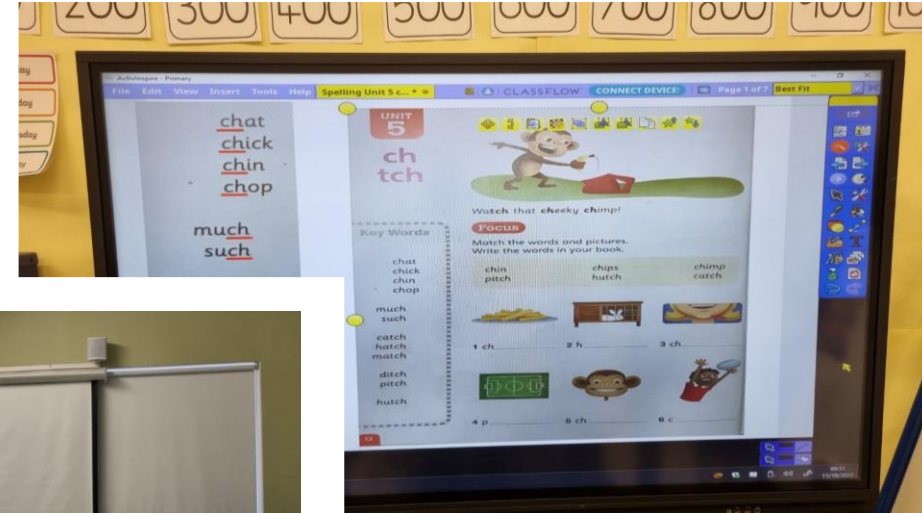 200 300 400 500 600 700 800 900
day
sday
ActivInspire - Primary
File Edit View Insert Tools Help Spelling Unit 5 c... * CLASSFLOW CONNECT DEVICE! Page 1 of 7 Best Fit
chat
chick
chin
chop
much
such
UNIT
5
ch
tch
Key Words
chat
chick
chin
chop
much
such
catch
hatch
match
ditch
pitch
hutch
12
Watch that cheeky chimp!
Focus
Match the words and pictures.
Write the words in your book.
chin chips chimp
pitch hutch catch
1 ch
2 h
3 ch
4 p
5 ch
6 c
09:31